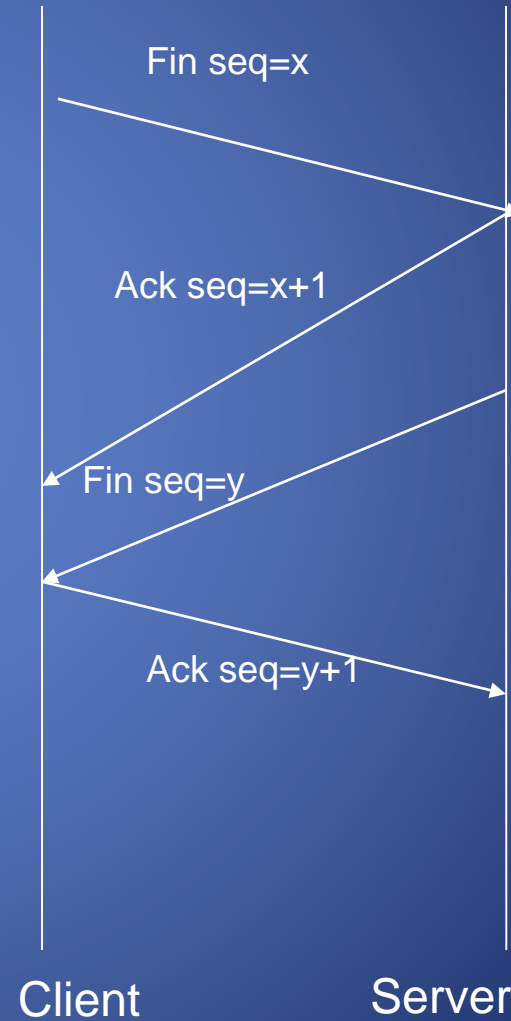 Fin seq=x
Ack seq=x+1
Fin seq=y
Ack seq=y+1
Client
Server